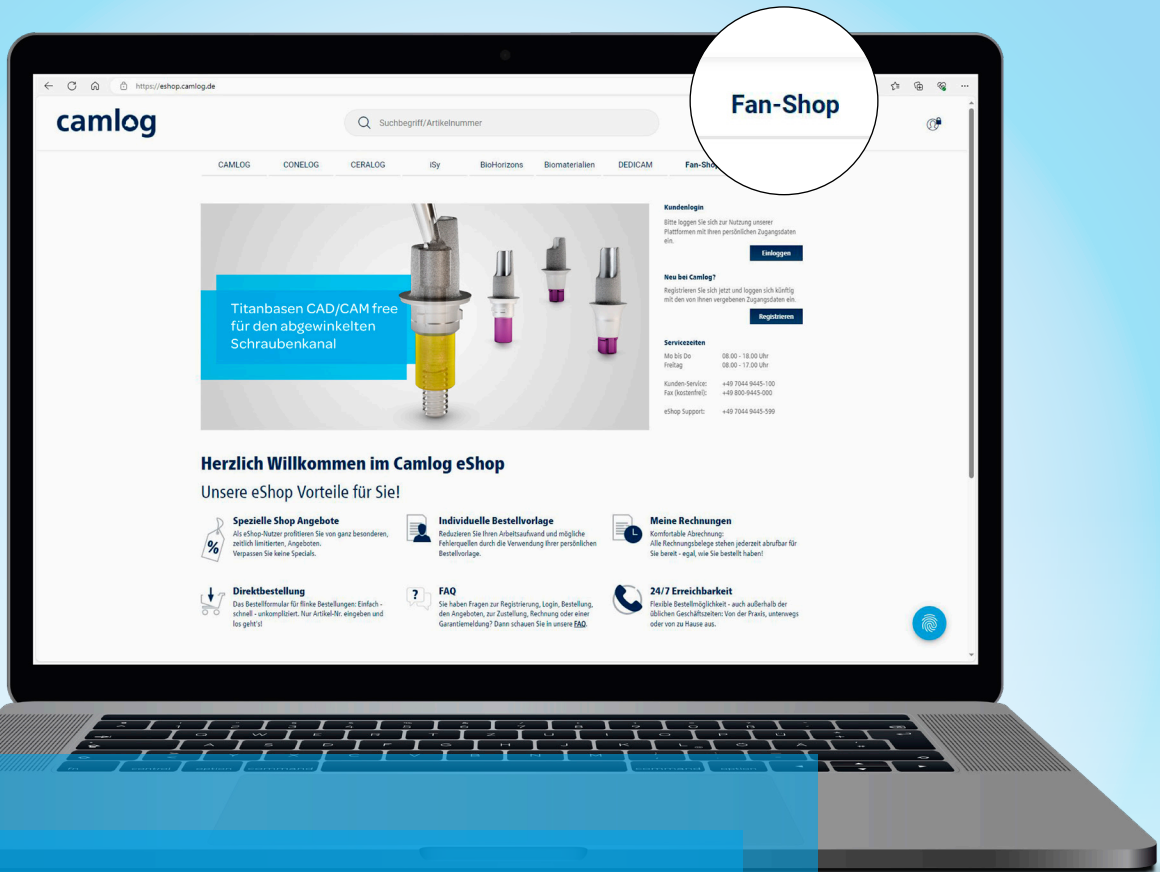 https://eshop.camlog.de
Fan-Shop
camlog
Suchbegriff/Artikelnummer
CAMLOG CONELOG CERALOG iSy BioHorizons Biomaterialien DEDICAM Fan-Shop
Kundenlogin
Bitte loggen Sie sich zur Nutzung unserer
Plattformen mit Ihren persönlichen Zugangsdaten
ein.
Einloggen
Neu bei Camlog?
Registrieren Sie sich jetzt und loggen sich künftig
mit den von Ihnen vergebenen Zugangsdaten ein.
Registrieren
Titanbasen CAD/CAM free
für den abgewinkelten
Schraubenkanal
Servicezeiten
Mo bis Do 08.00 - 18.00 Uhr
Freitag 08.00 - 17.00 Uhr
Kunden-Service: +49 7044 9445-100
Fax (kostenfrei): +49 800-9445-000
eShop Support: +49 7044 9445-599
Herzlich Willkommen im Camlog eShop
Unsere eShop Vorteile für Sie!
Spezielle Shop Angebote
Als eShop-Nutzer profitieren Sie von ganz besonderen,
zeitlich limitierten, Angeboten.
Verpassen Sie keine Specials.
Individuelle Bestellvorlage
Reduzieren Sie Ihren Arbeitsaufwand und mögliche
Fehlerquellen durch die Verwendung Ihrer persönlichen
Bestellvorlage.
Meine Rechnungen
Komfortable Abrechnung:
Alle Rechnungsbelege stehen jederzeit abrufbar für
Sie bereit - egal, wie Sie bestellt haben!
Direktbestellung
Das Bestellformular für flinke Bestellungen: Einfach -
schnell - unkompliziert. Nur Artikel-Nr. eingeben und
los geht's!
FAQ
Sie haben Fragen zur Registrierung, Login, Bestellung,
den Angeboten, zur Zustellung, Rechnung oder einer
Garantiemeldung? Dann schauen Sie in unsere FAQ.
24/7 Erreichbarkeit
Flexible Bestellmöglichkeit - auch außerhalb der
üblichen Geschäftszeiten: Von der Praxis, unterwegs
oder von zu Hause aus.